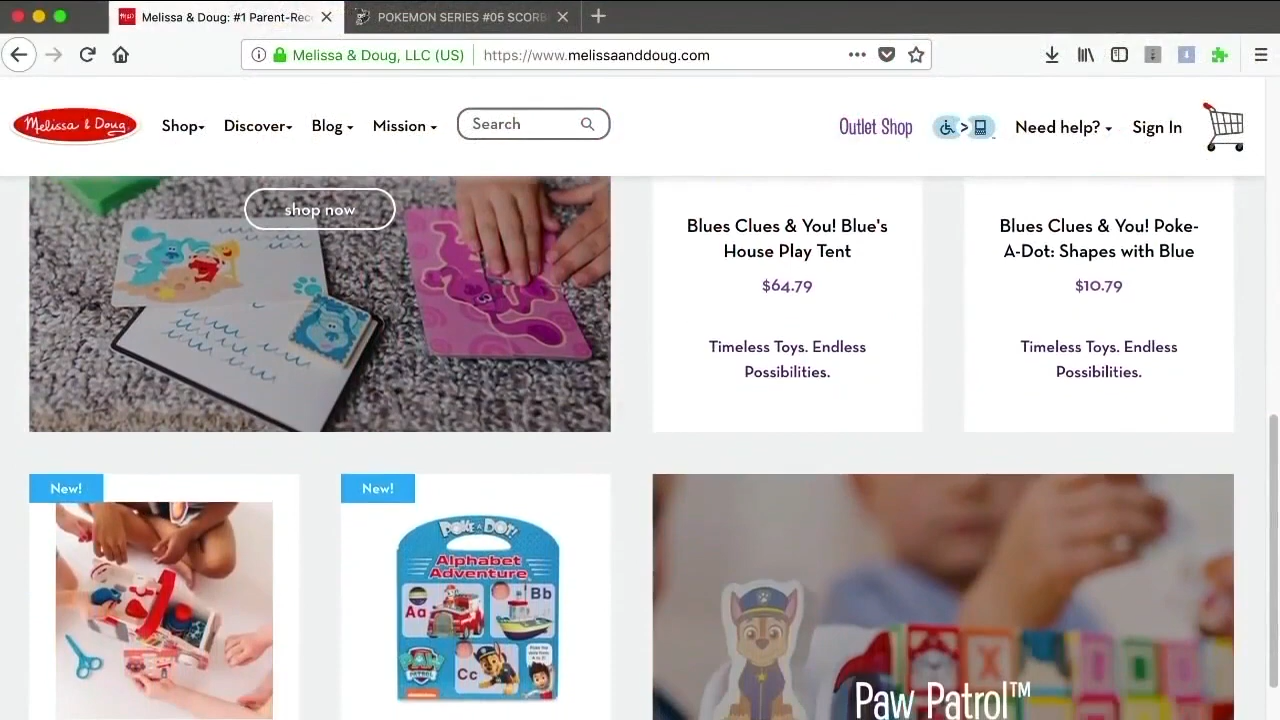 Melissa & Doug: #1 Parent-Rec
POKEMON SERIES #05 SCORB
Melissa & Doug, LLC (US)
https://www.melissaanddoug.com
Melissa & Doug
Shop
Discover
Blog
Mission
Search
Outlet Shop
Need help?
Sign In
shop now
Blues Clues & You! Blue's
House Play Tent
$64.79
Timeless Toys. Endless
Possibilities.
Blues Clues & You! Poke-
A-Dot: Shapes with Blue
$10.79
Timeless Toys. Endless
Possibilities.
New!
New!
POKE A DOT!
Alphabet
Adventure
Aa
Bb
Cc
PAW
PATROL
Paw Patrol™